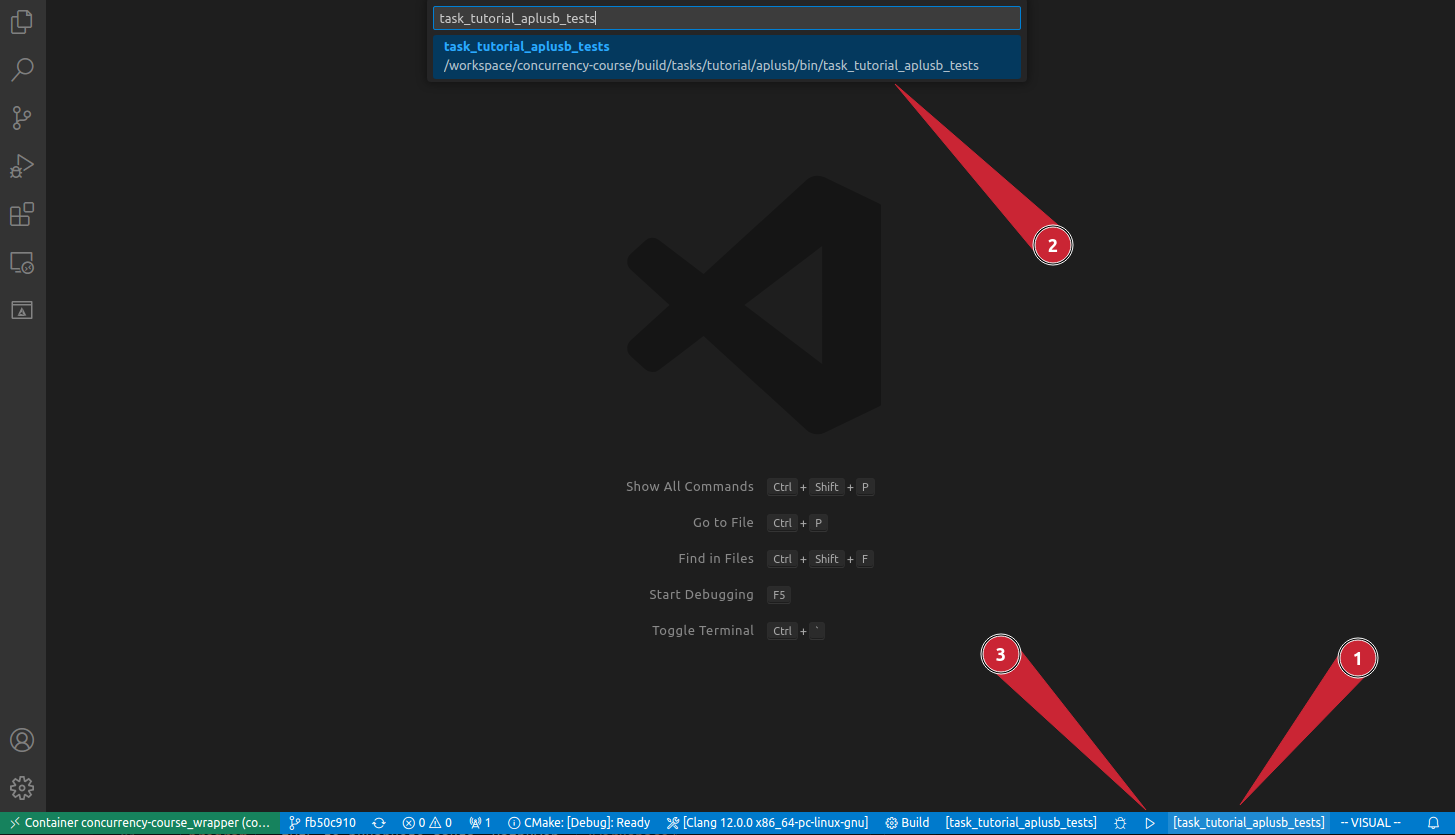 task_tutorial_aplusb_tests
task_tutorial_aplusb_tests
/workspace/concurrency-course/build/tasks/tutorial/aplusb/bin/task_tutorial_aplusb_tests
2
Show All Commands Ctrl + Shift + P
Go to File Ctrl + P
Find in Files Ctrl + Shift + F
Start Debugging F5
Toggle Terminal Ctrl + `
3
1
Container concurrency-course_wrapper (co... fb50c910 0 0 1 CMake: [Debug]: Ready [Clang 12.0.0 x86_64-pc-linux-gnu] Build [task_tutorial_aplusb_tests] [task_tutorial_aplusb_tests] -- VISUAL --